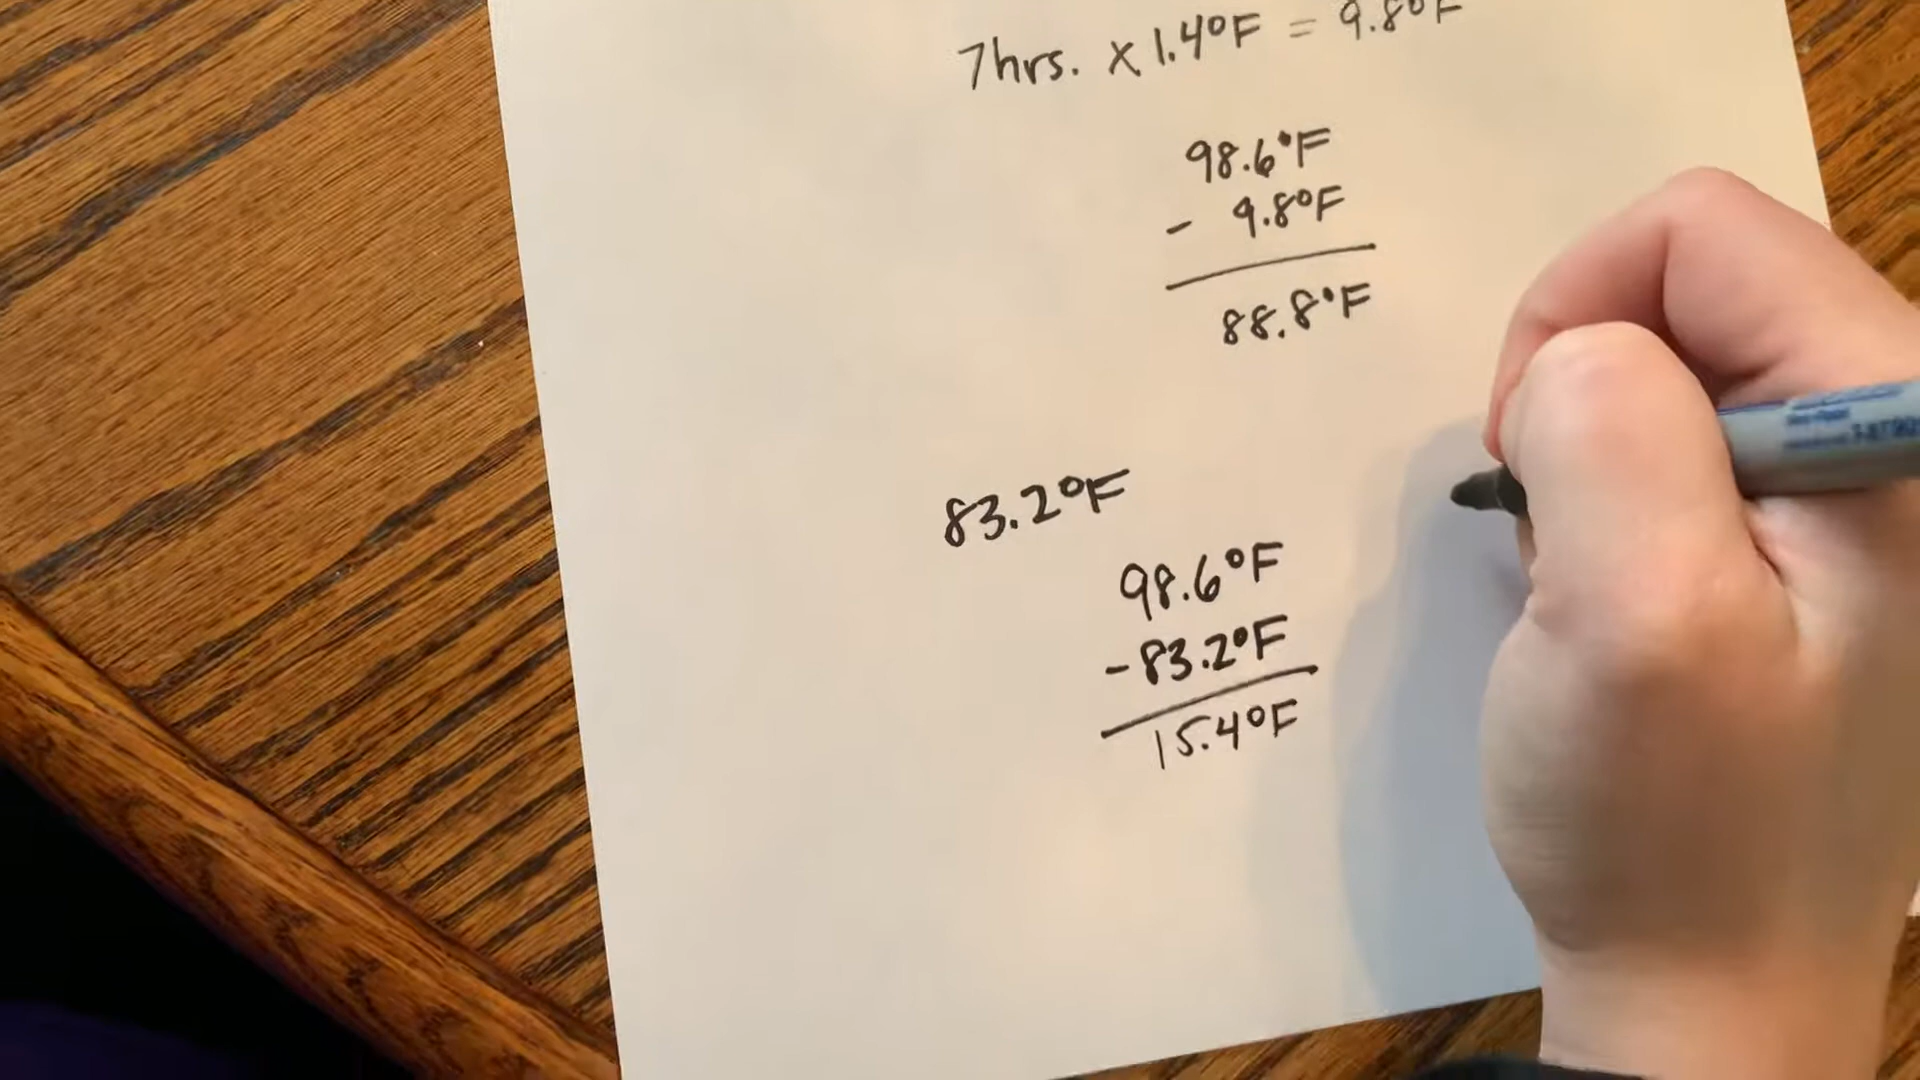 7hrs. x 1.4°F = 9.8°F
98.6°F
- 9.8°F
88.8°F
83.2°F
98.6°F
-83.2°F
15.4°F